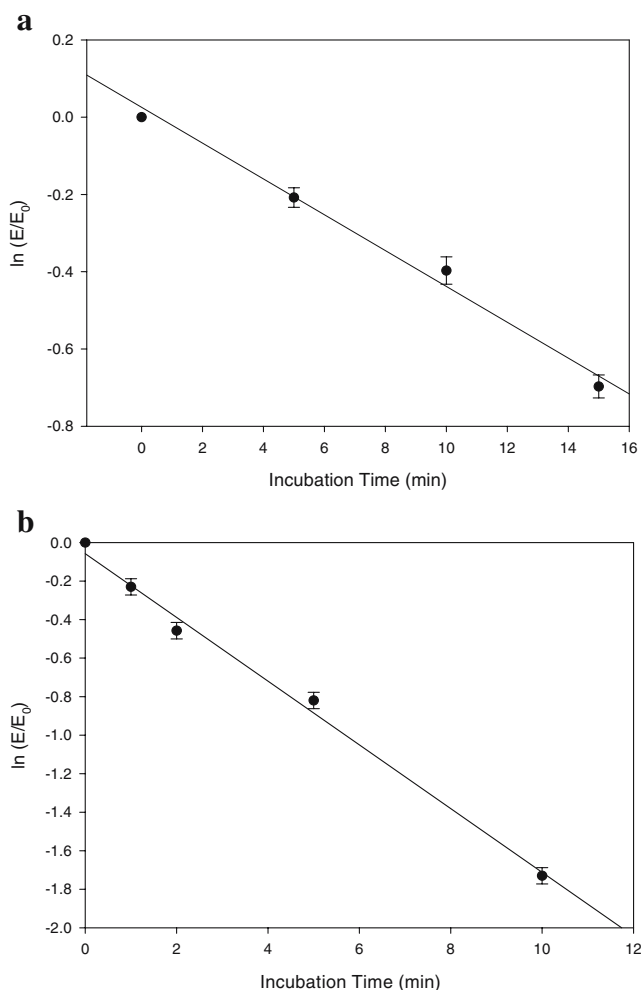 a
0.2
0.0
-0.2
-0.4
-0.6
-0.8
ln (E/E0)
0 2 4 6 8 10 12 14 16
Incubation Time (min)
b
0.0
-0.2
-0.4
-0.6
-0.8
-1.0
-1.2
-1.4
-1.6
-1.8
-2.0
ln (E/E0)
0 2 4 6 8 10 12
Incubation Time (min)